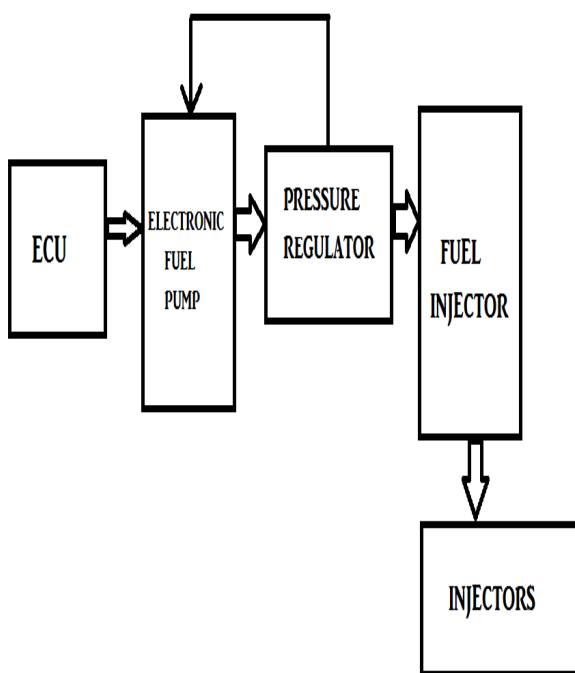 ECU
ELECTRONIC
FUEL
PUMP
PRESSURE
REGULATOR
FUEL
INJECTOR
INJECTORS